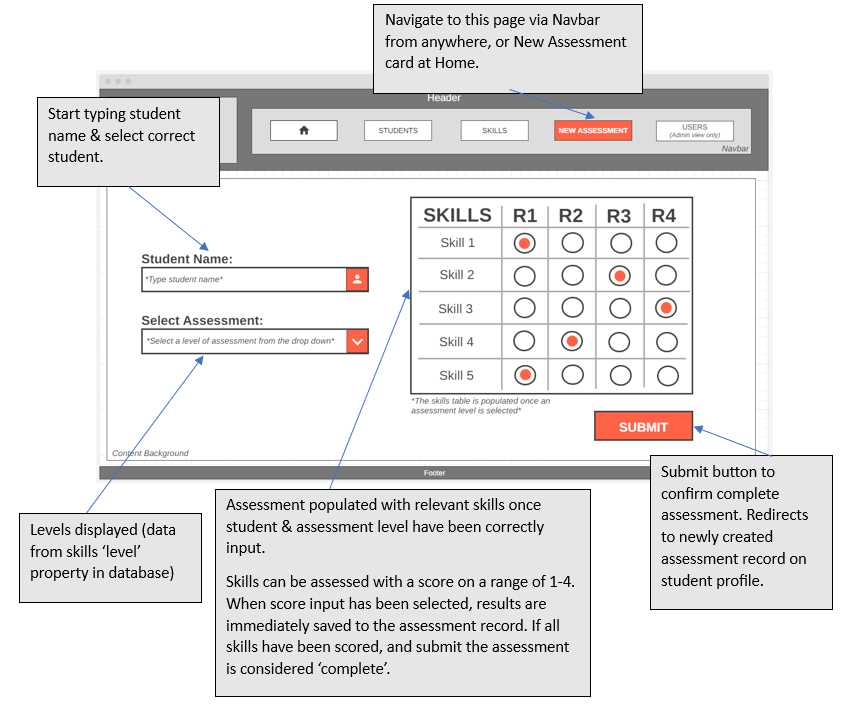 Navigate to this page via Navbar
from anywhere, or New Assessment
card at Home.
Header
Start typing student
name & select correct
student.
STUDENTS
SKILLS
NEW ASSESSMENT
USERS
(Admin view only)
Navbar
Student Name:
*Type student name*
Select Assessment:
*Select a level of assessment from the drop down*
SKILLS R1 R2 R3 R4
Skill 1
Skill 2
Skill 3
Skill 4
Skill 5
*The skills table is populated once an
assessment level is selected*
SUBMIT
Content Background
Footer
Levels displayed (data
from skills ‘level’
property in database)
Assessment populated with relevant skills once
student & assessment level have been correctly
input.
Skills can be assessed with a score on a range of 1-4.
When score input has been selected, results are
immediately saved to the assessment record. If all
skills have been scored, and submit the assessment
is considered ‘complete’.
Submit button to
confirm complete
assessment. Redirects
to newly created
assessment record on
student profile.